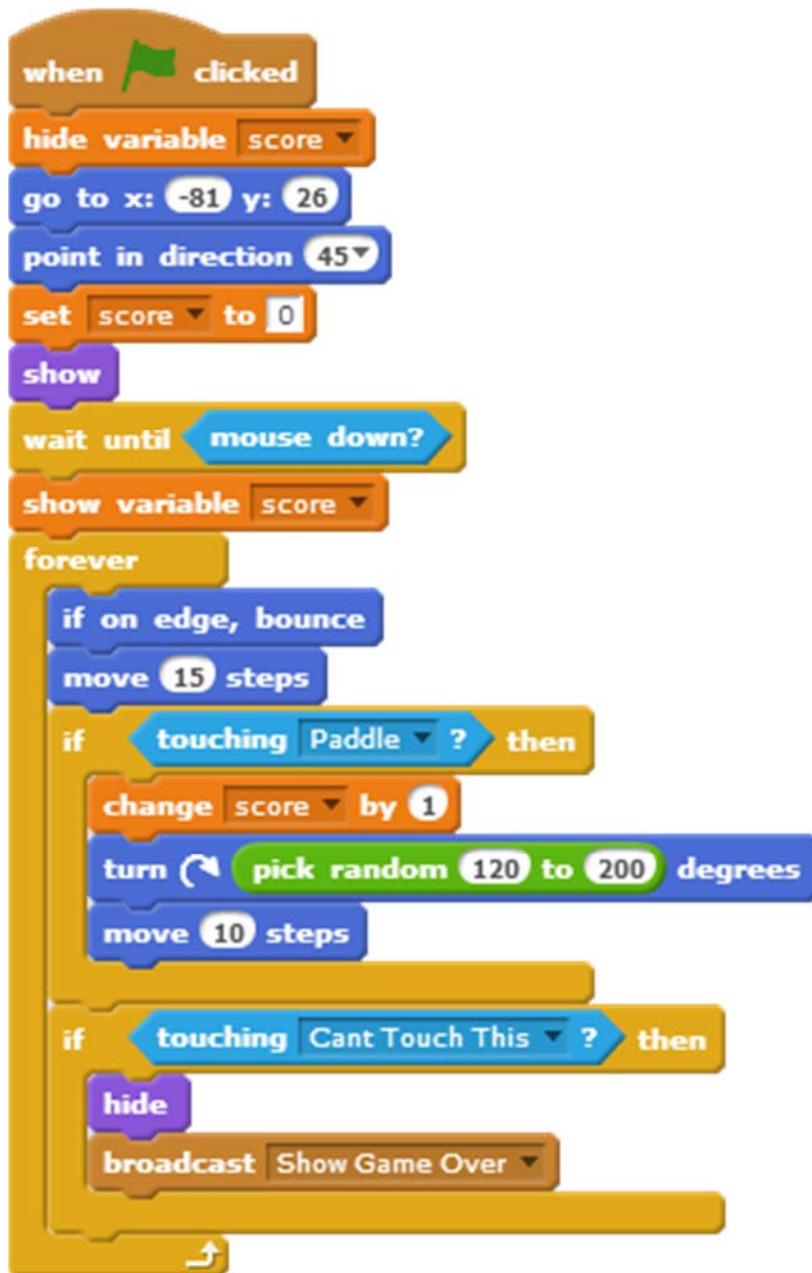 when clicked
hide variable score
go to x: -81 y: 26
point in direction 45
set score to 0
show
wait until mouse down?
show variable score
forever
if on edge, bounce
move 15 steps
if touching Paddle ? then
change score by 1
turn pick random 120 to 200 degrees
move 10 steps
if touching Cant Touch This ? then
hide
broadcast Show Game Over